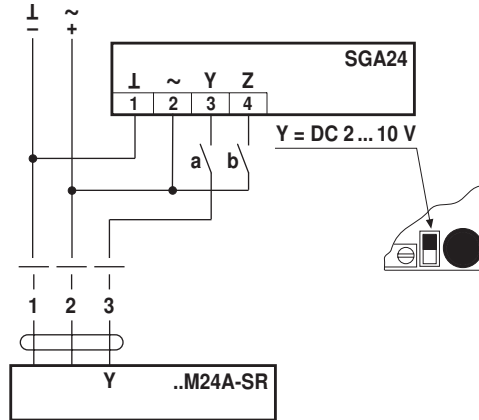 ⊥ ~
– +
SGA24
⊥ ~ Y Z
1 2 3 4
Y = DC 2 ... 10 V
a b
1 2 3
Y ..M24A-SR